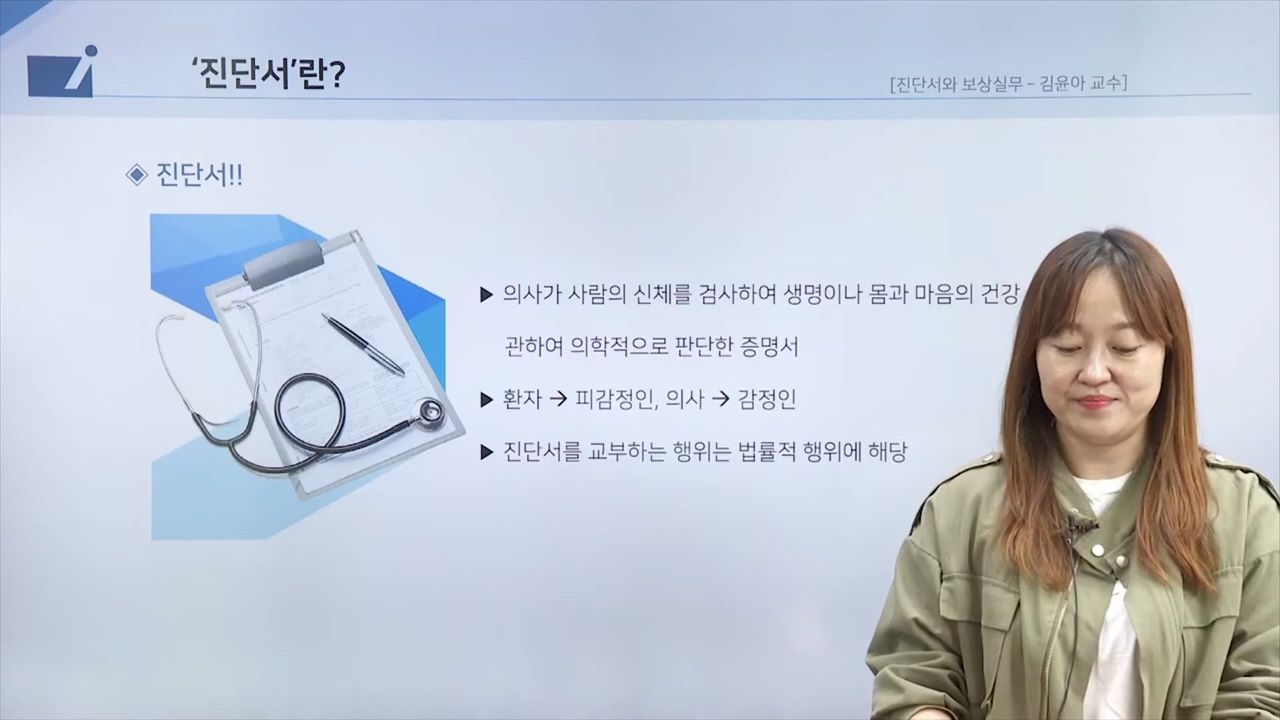 ‘진단서’란?
[진단서와 보상실무 – 김윤아 교수]
◈ 진단서!!
▶ 의사가 사람의 신체를 검사하여 생명이나 몸과 마음의 건강
관하여 의학적으로 판단한 증명서
▶ 환자 → 피감정인, 의사 → 감정인
▶ 진단서를 교부하는 행위는 법률적 행위에 해당